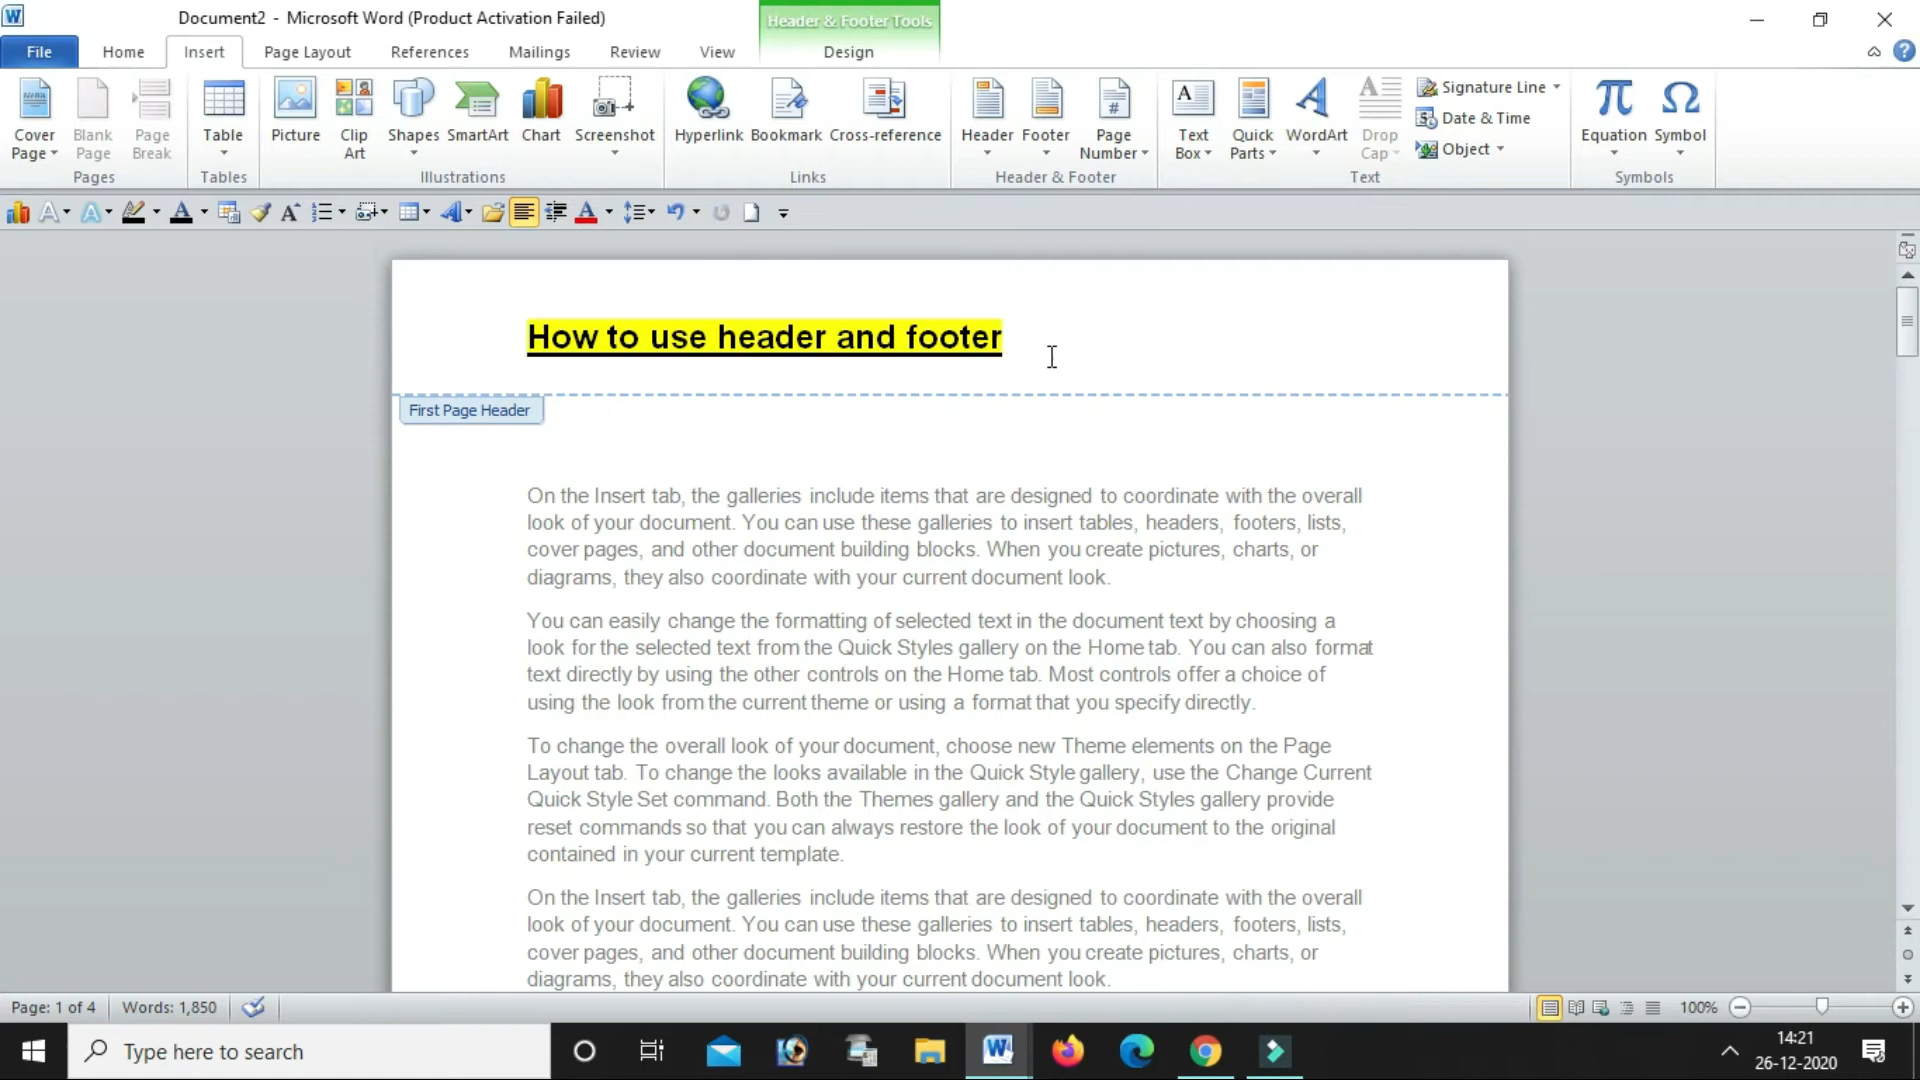 Document2 - Microsoft Word (Product Activation Failed)
Header & Footer Tools
File Home Insert Page Layout References Mailings Review View Design
Cover Page
Blank Page
Page Break
Pages
Table
Tables
Picture
Clip Art
Shapes
SmartArt
Chart
Screenshot
Illustrations
Hyperlink
Bookmark
Cross-reference
Links
Header
Footer
Page Number
Header & Footer
Text Box
Quick Parts
WordArt
Drop Cap
Signature Line
Date & Time
Object
Text
Equation
Symbol
Symbols
How to use header and footer
First Page Header
On the Insert tab, the galleries include items that are designed to coordinate with the overall
look of your document. You can use these galleries to insert tables, headers, footers, lists,
cover pages, and other document building blocks. When you create pictures, charts, or
diagrams, they also coordinate with your current document look.
You can easily change the formatting of selected text in the document text by choosing a
look for the selected text from the Quick Styles gallery on the Home tab. You can also format
text directly by using the other controls on the Home tab. Most controls offer a choice of
using the look from the current theme or using a format that you specify directly.
To change the overall look of your document, choose new Theme elements on the Page
Layout tab. To change the looks available in the Quick Style gallery, use the Change Current
Quick Style Set command. Both the Themes gallery and the Quick Styles gallery provide
reset commands so that you can always restore the look of your document to the original
contained in your current template.
On the Insert tab, the galleries include items that are designed to coordinate with the overall
look of your document. You can use these galleries to insert tables, headers, footers, lists,
cover pages, and other document building blocks. When you create pictures, charts, or
diagrams, they also coordinate with your current document look.
Page: 1 of 4 Words: 1,850 100%
Type here to search
14:21
26-12-2020